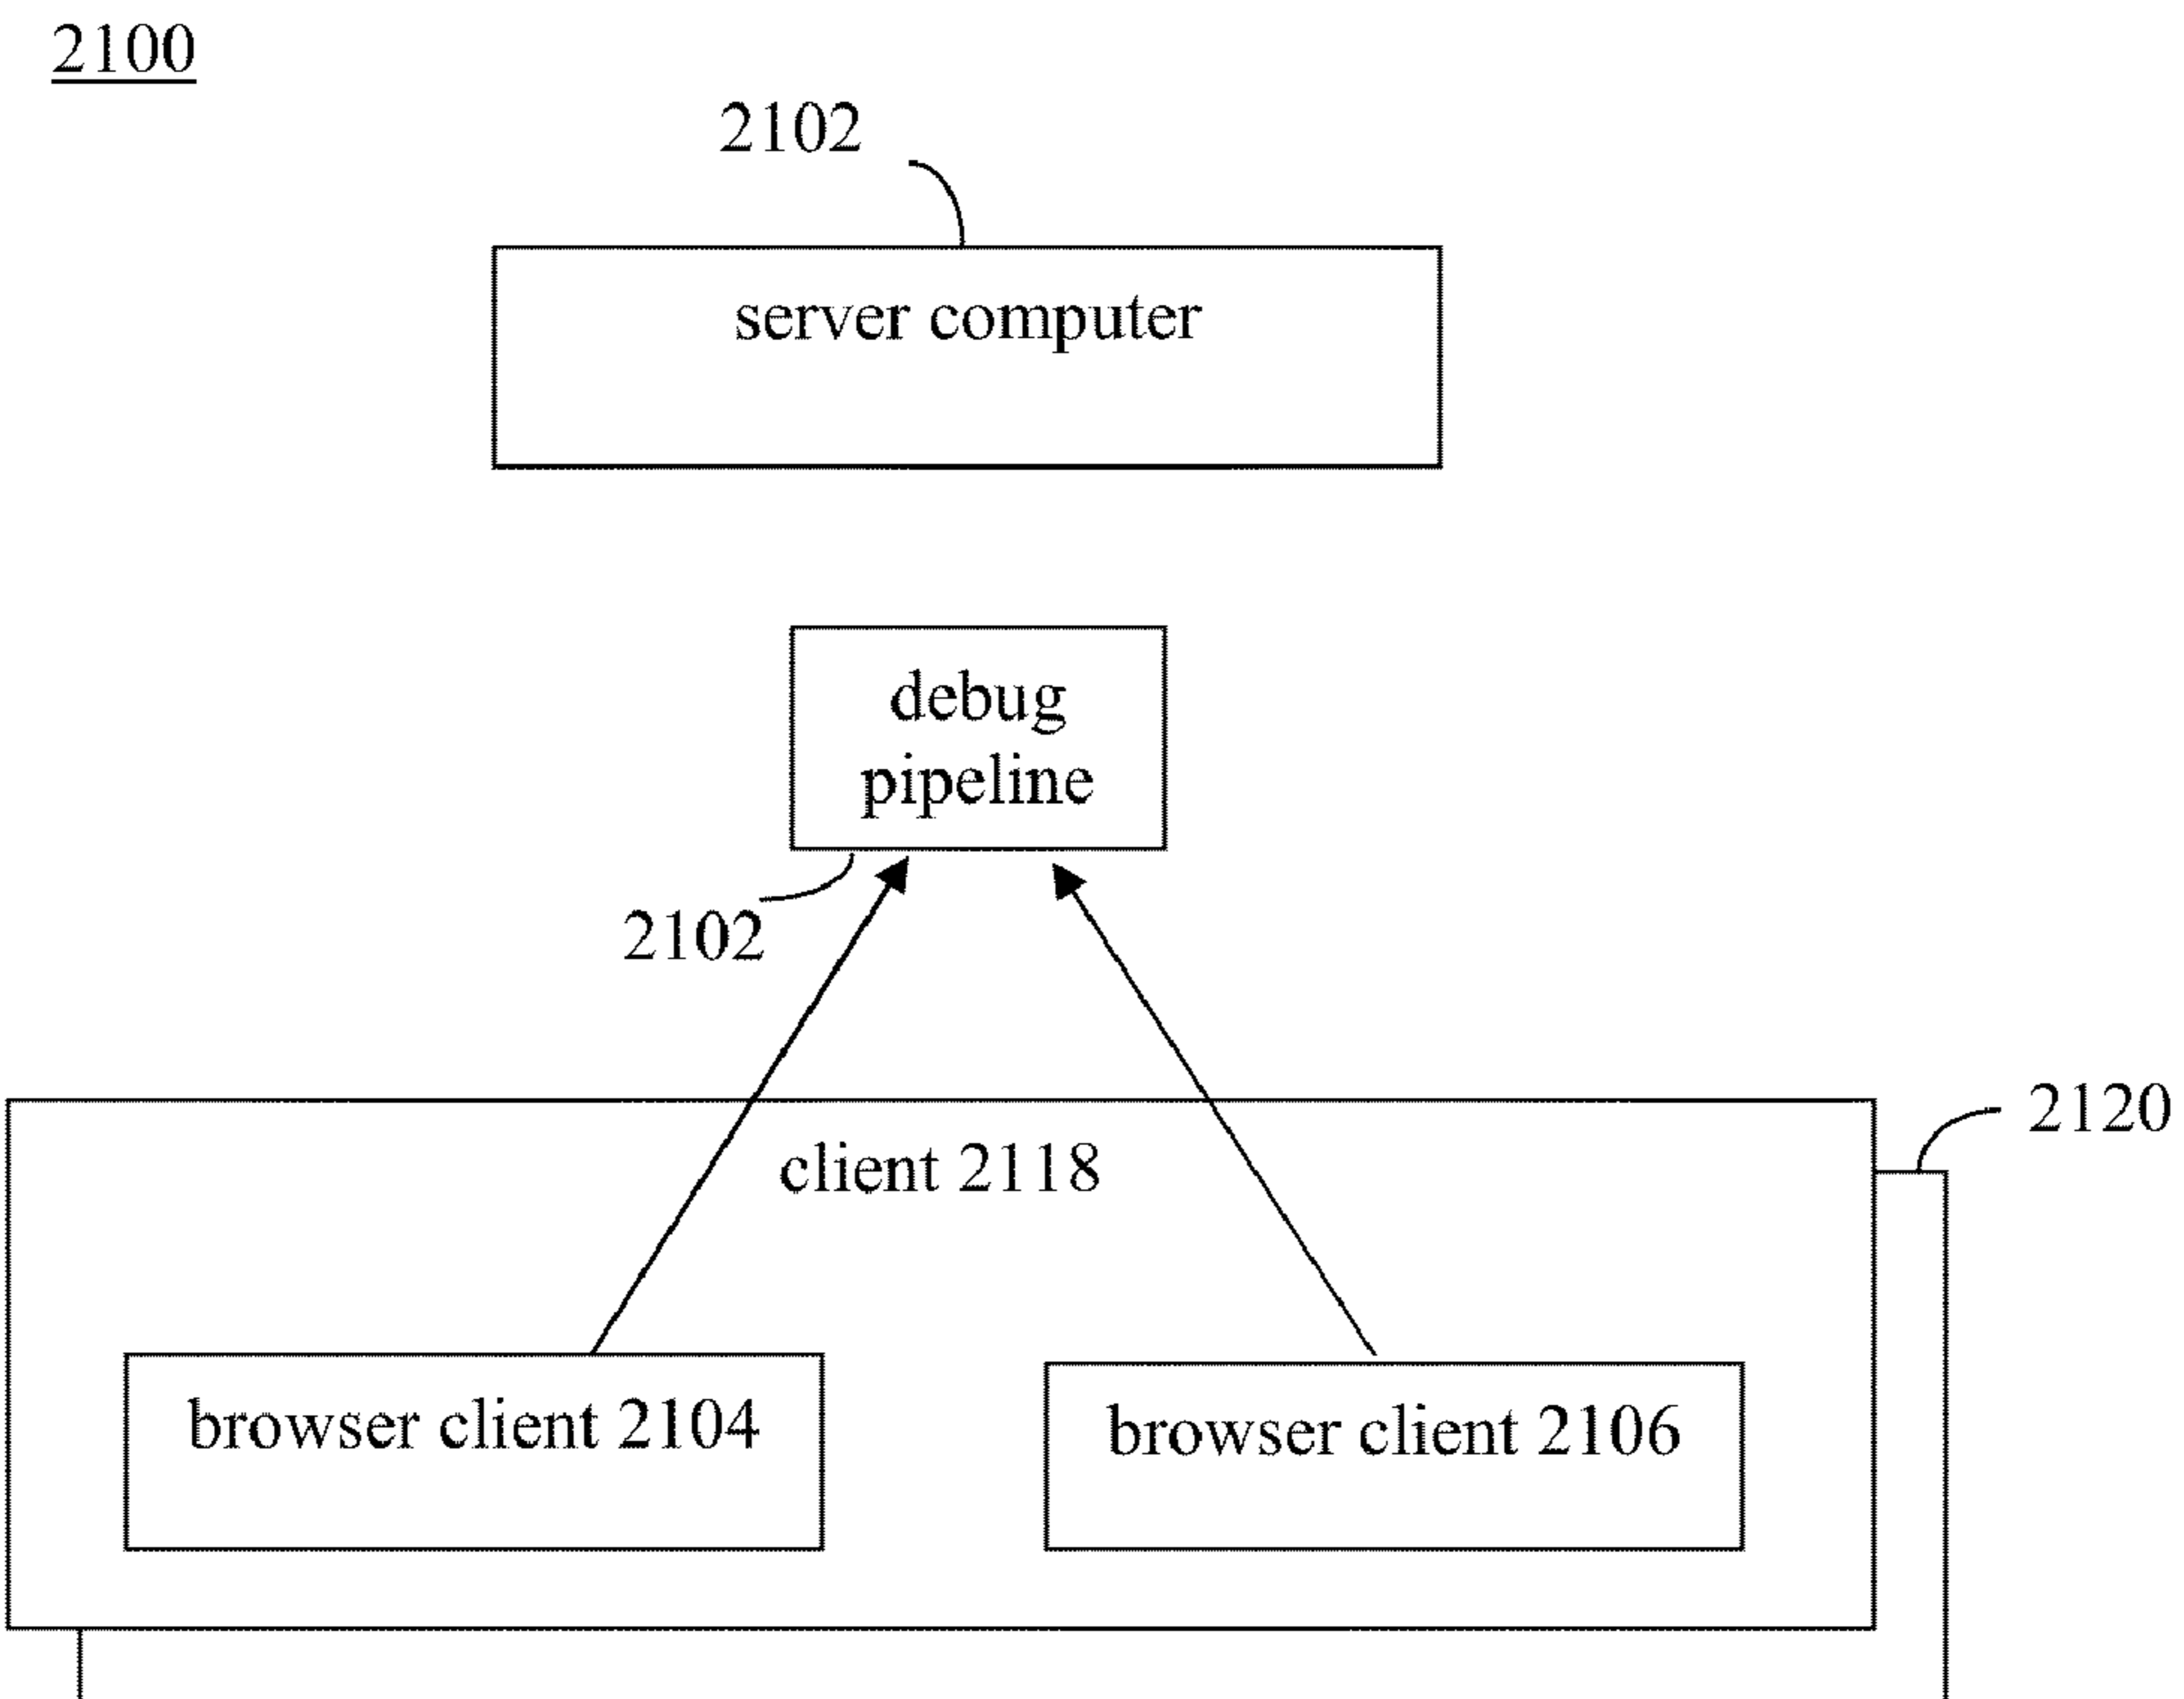 2100
2102
server computer
debug
pipeline
2102
2120
client 2118
browser client 2104
browser client 2106